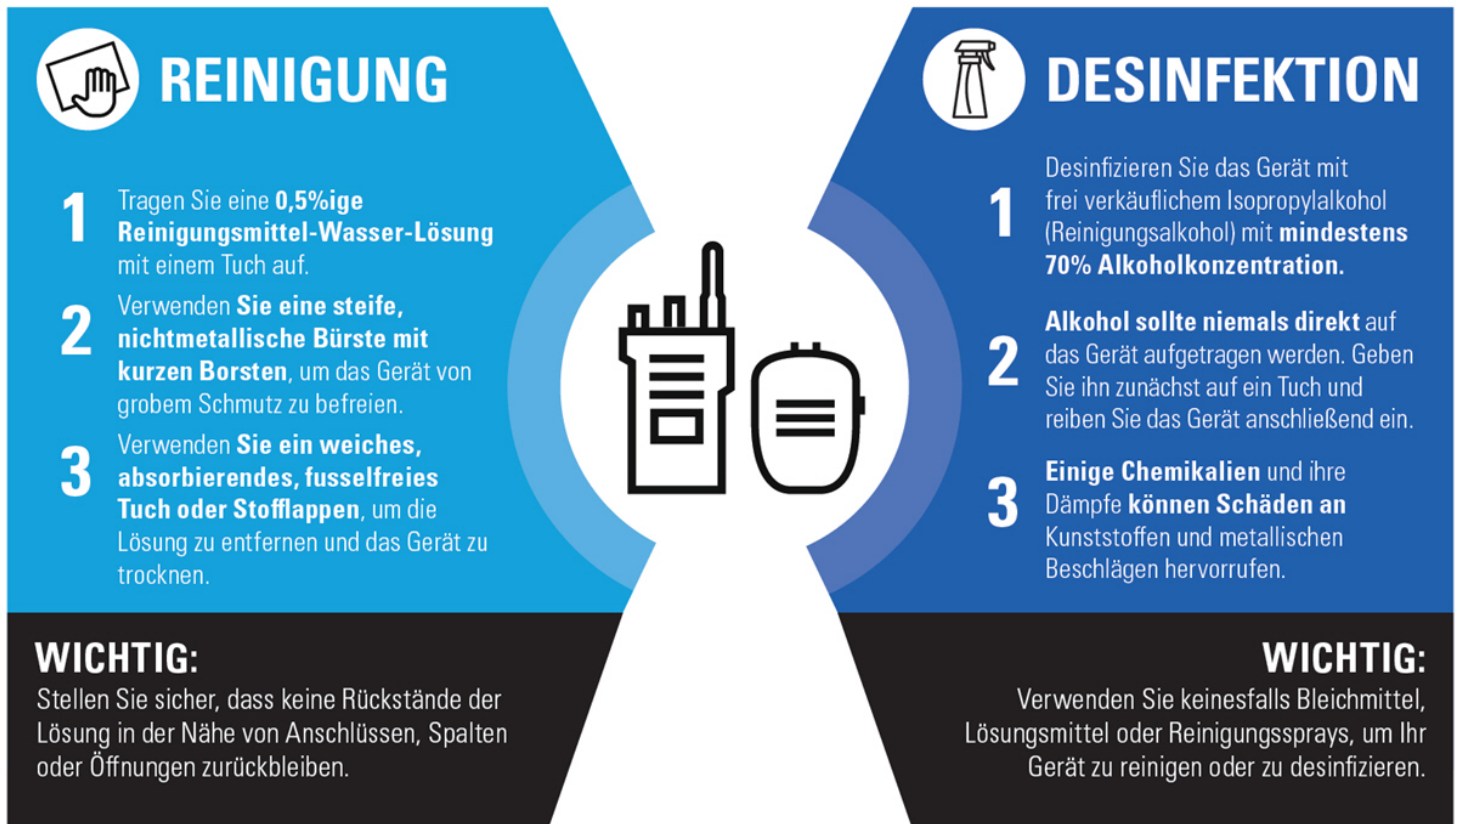 REINIGUNG
1
Tragen Sie eine 0,5%ige
Reinigungsmittel-Wasser-Lösung
mit einem Tuch auf.
2
Verwenden Sie eine steife,
nichtmetallische Bürste mit
kurzen Borsten, um das Gerät von
grobem Schmutz zu befreien.
3
Verwenden Sie ein weiches,
absorbierendes, fusselfreies
Tuch oder Stofflappen, um die
Lösung zu entfernen und das Gerät zu
trocknen.
WICHTIG:
Stellen Sie sicher, dass keine Rückstände der
Lösung in der Nähe von Anschlüssen, Spalten
oder Öffnungen zurückbleiben.
DESINFEKTION
1
Desinfizieren Sie das Gerät mit
frei verkäuflichem Isopropylalkohol
(Reinigungsalkohol) mit mindestens
70% Alkoholkonzentration.
2
Alkohol sollte niemals direkt auf
das Gerät aufgetragen werden. Geben
Sie ihn zunächst auf ein Tuch und
reiben Sie das Gerät anschließend ein.
3
Einige Chemikalien und ihre
Dämpfe können Schäden an
Kunststoffen und metallischen
Beschlägen hervorrufen.
WICHTIG:
Verwenden Sie keinesfalls Bleichmittel,
Lösungsmittel oder Reinigungssprays, um Ihr
Gerät zu reinigen oder zu desinfizieren.